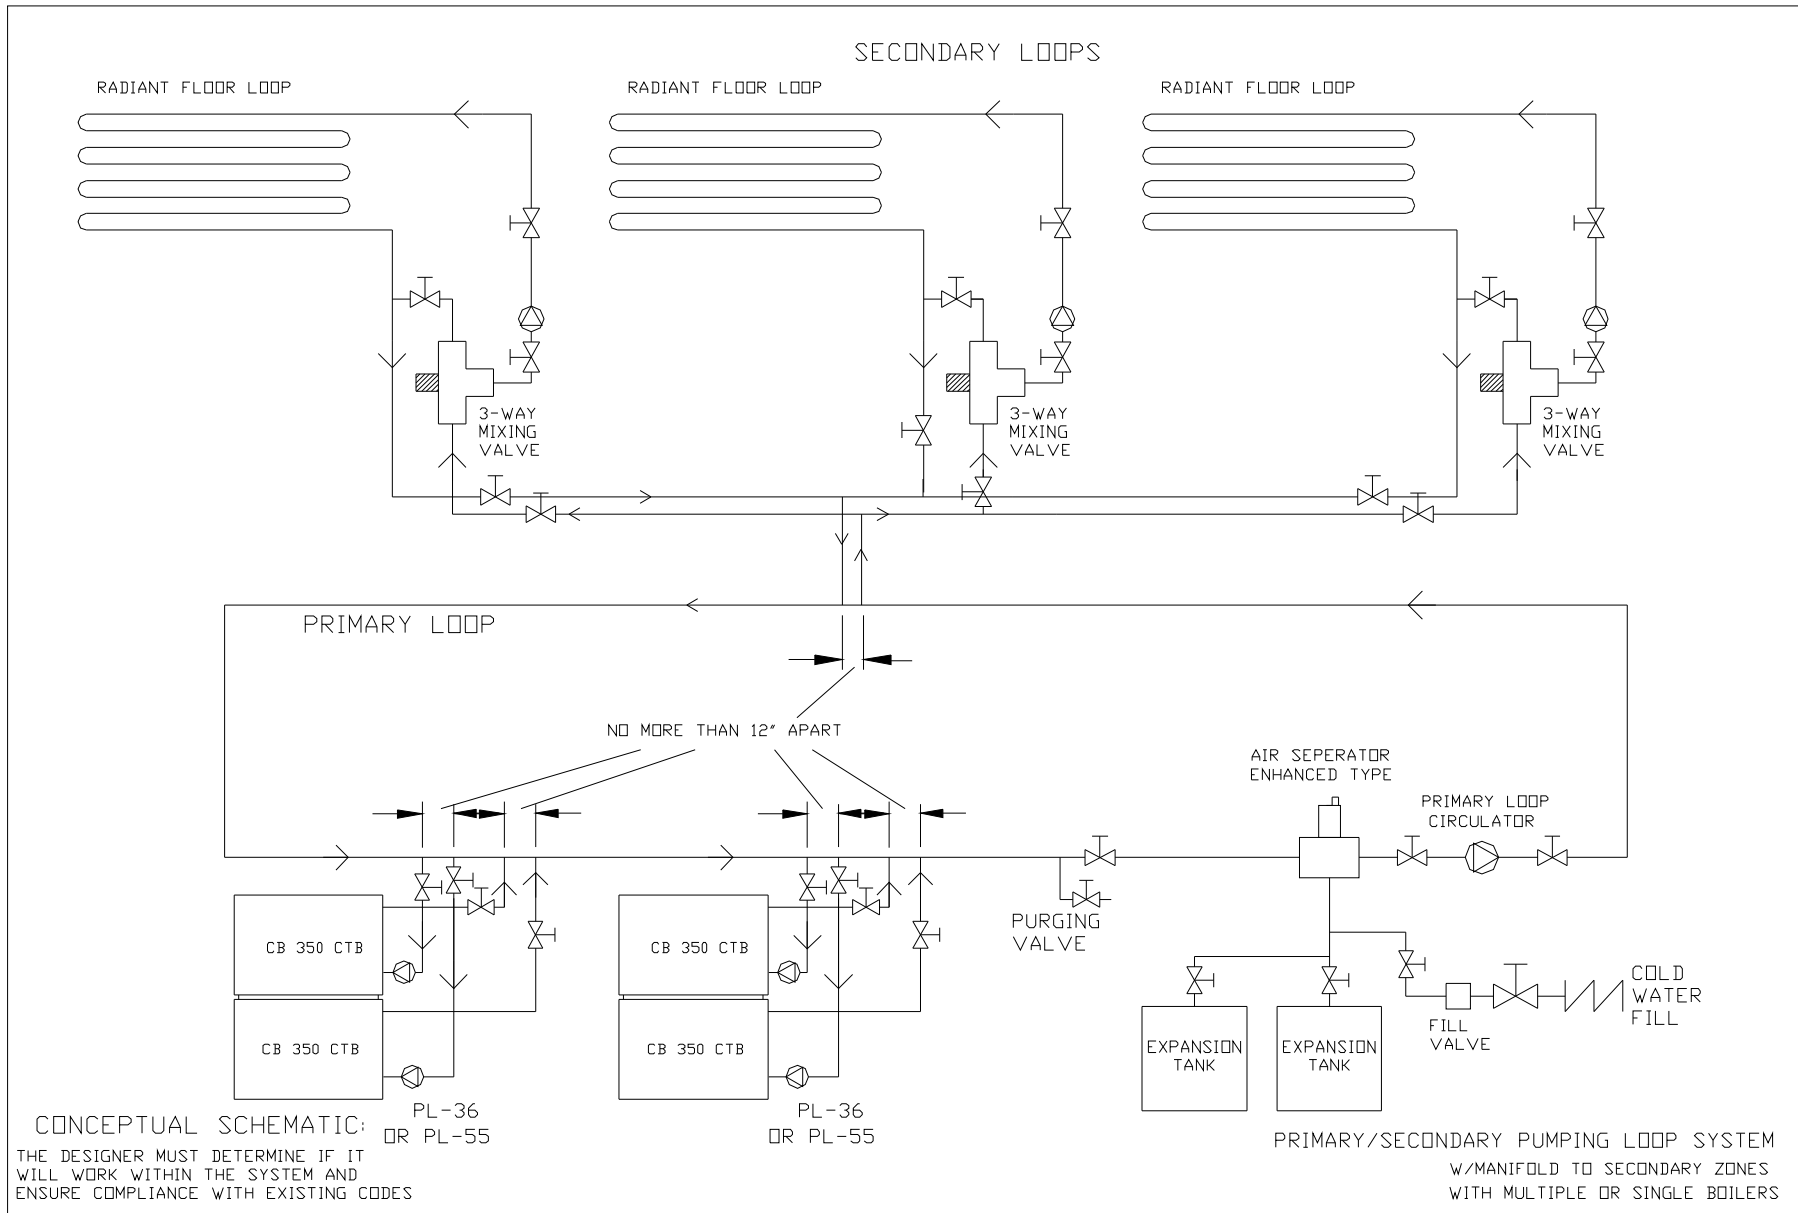 SECONDARY LOOPS
RADIANT FLOOR LOOP
RADIANT FLOOR LOOP
RADIANT FLOOR LOOP
3-WAY
MIXING
VALVE
3-WAY
MIXING
VALVE
3-WAY
MIXING
VALVE
PRIMARY LOOP
NO MORE THAN 12" APART
AIR SEPERATOR
ENHANCED TYPE
PRIMARY LOOP
CIRCULATOR
CB 350 CTB
CB 350 CTB
CB 350 CTB
CB 350 CTB
PURGING
VALVE
COLD
WATER
FILL
FILL
VALVE
EXPANSION
TANK
EXPANSION
TANK
PL-36
OR PL-55
PL-36
OR PL-55
CONCEPTUAL SCHEMATIC:
THE DESIGNER MUST DETERMINE IF IT
WILL WORK WITHIN THE SYSTEM AND
ENSURE COMPLIANCE WITH EXISTING CODES
PRIMARY/SECONDARY PUMPING LOOP SYSTEM
W/MANIFOLD TO SECONDARY ZONES
WITH MULTIPLE OR SINGLE BOILERS